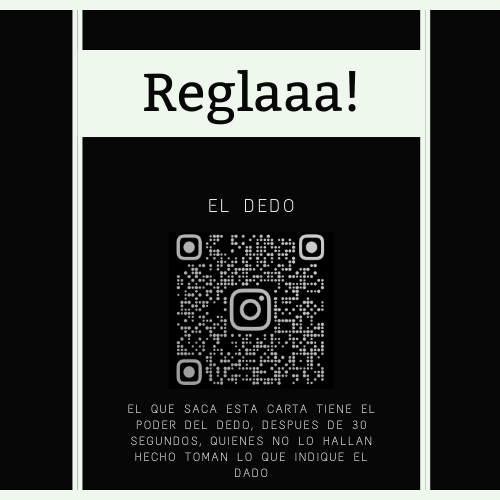 Reglaaa!
EL DEDO
EL QUE SACA ESTA CARTA TIENE EL
PODER DEL DEDO, DESPUES DE 30
SEGUNDOS, QUIENES NO LO HALLAN
HECHO TOMAN LO QUE INDIQUE EL
DADO